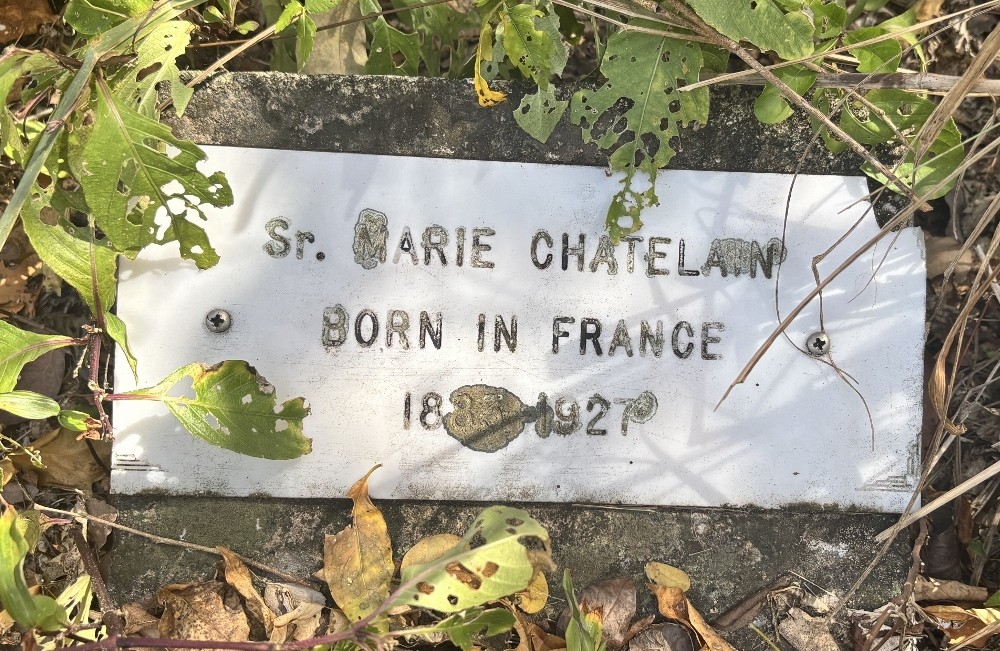 Sr. MARIE CHATELAIN
BORN IN FRANCE
18 1927